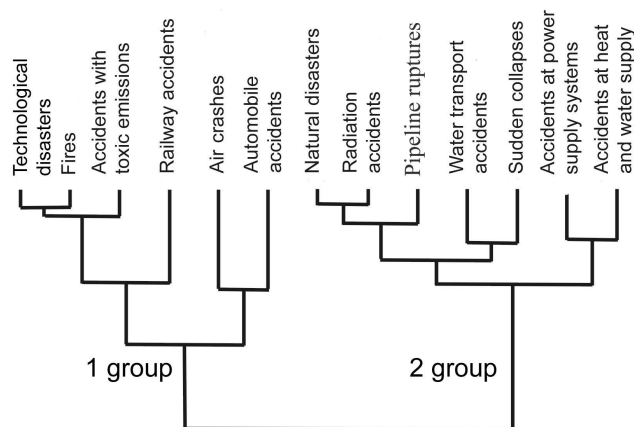 Technological
disasters
Fires
Accidents with
toxic emissions
Railway accidents
Air crashes
Automobile
accidents
Natural disasters
Radiation
accidents
Pipeline ruptures
Water transport
accidents
Sudden collapses
Accidents at power
supply systems
Accidents at heat
and water supply
1 group
2 group